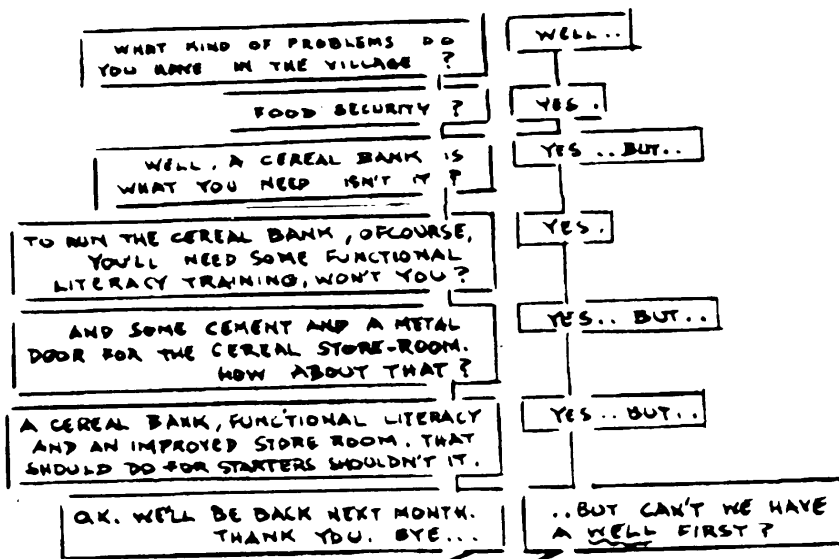 WHAT KIND OF PROBLEMS DO
YOU HAVE IN THE VILLAGE ?
WELL..
FOOD SECURITY ?
YES.
WELL, A CEREAL BANK IS
WHAT YOU NEED ISN'T IT ?
YES..BUT..
TO RUN THE CEREAL BANK, OFCOURSE,
YOU'LL NEED SOME FUNCTIONAL
LITERACY TRAINING, WON'T YOU ?
YES.
AND SOME CEMENT AND A METAL
DOOR FOR THE CEREAL STORE-ROOM.
HOW ABOUT THAT ?
YES.. BUT..
A CEREAL BANK, FUNCTIONAL LITERACY
AND AN IMPROVED STORE ROOM. THAT
SHOULD DO FOR STARTERS SHOULDN'T IT.
YES..BUT..
O.K. WE'LL BE BACK NEXT MONTH.
THANK YOU. BYE...
..BUT CAN'T WE HAVE
A WELL FIRST ?